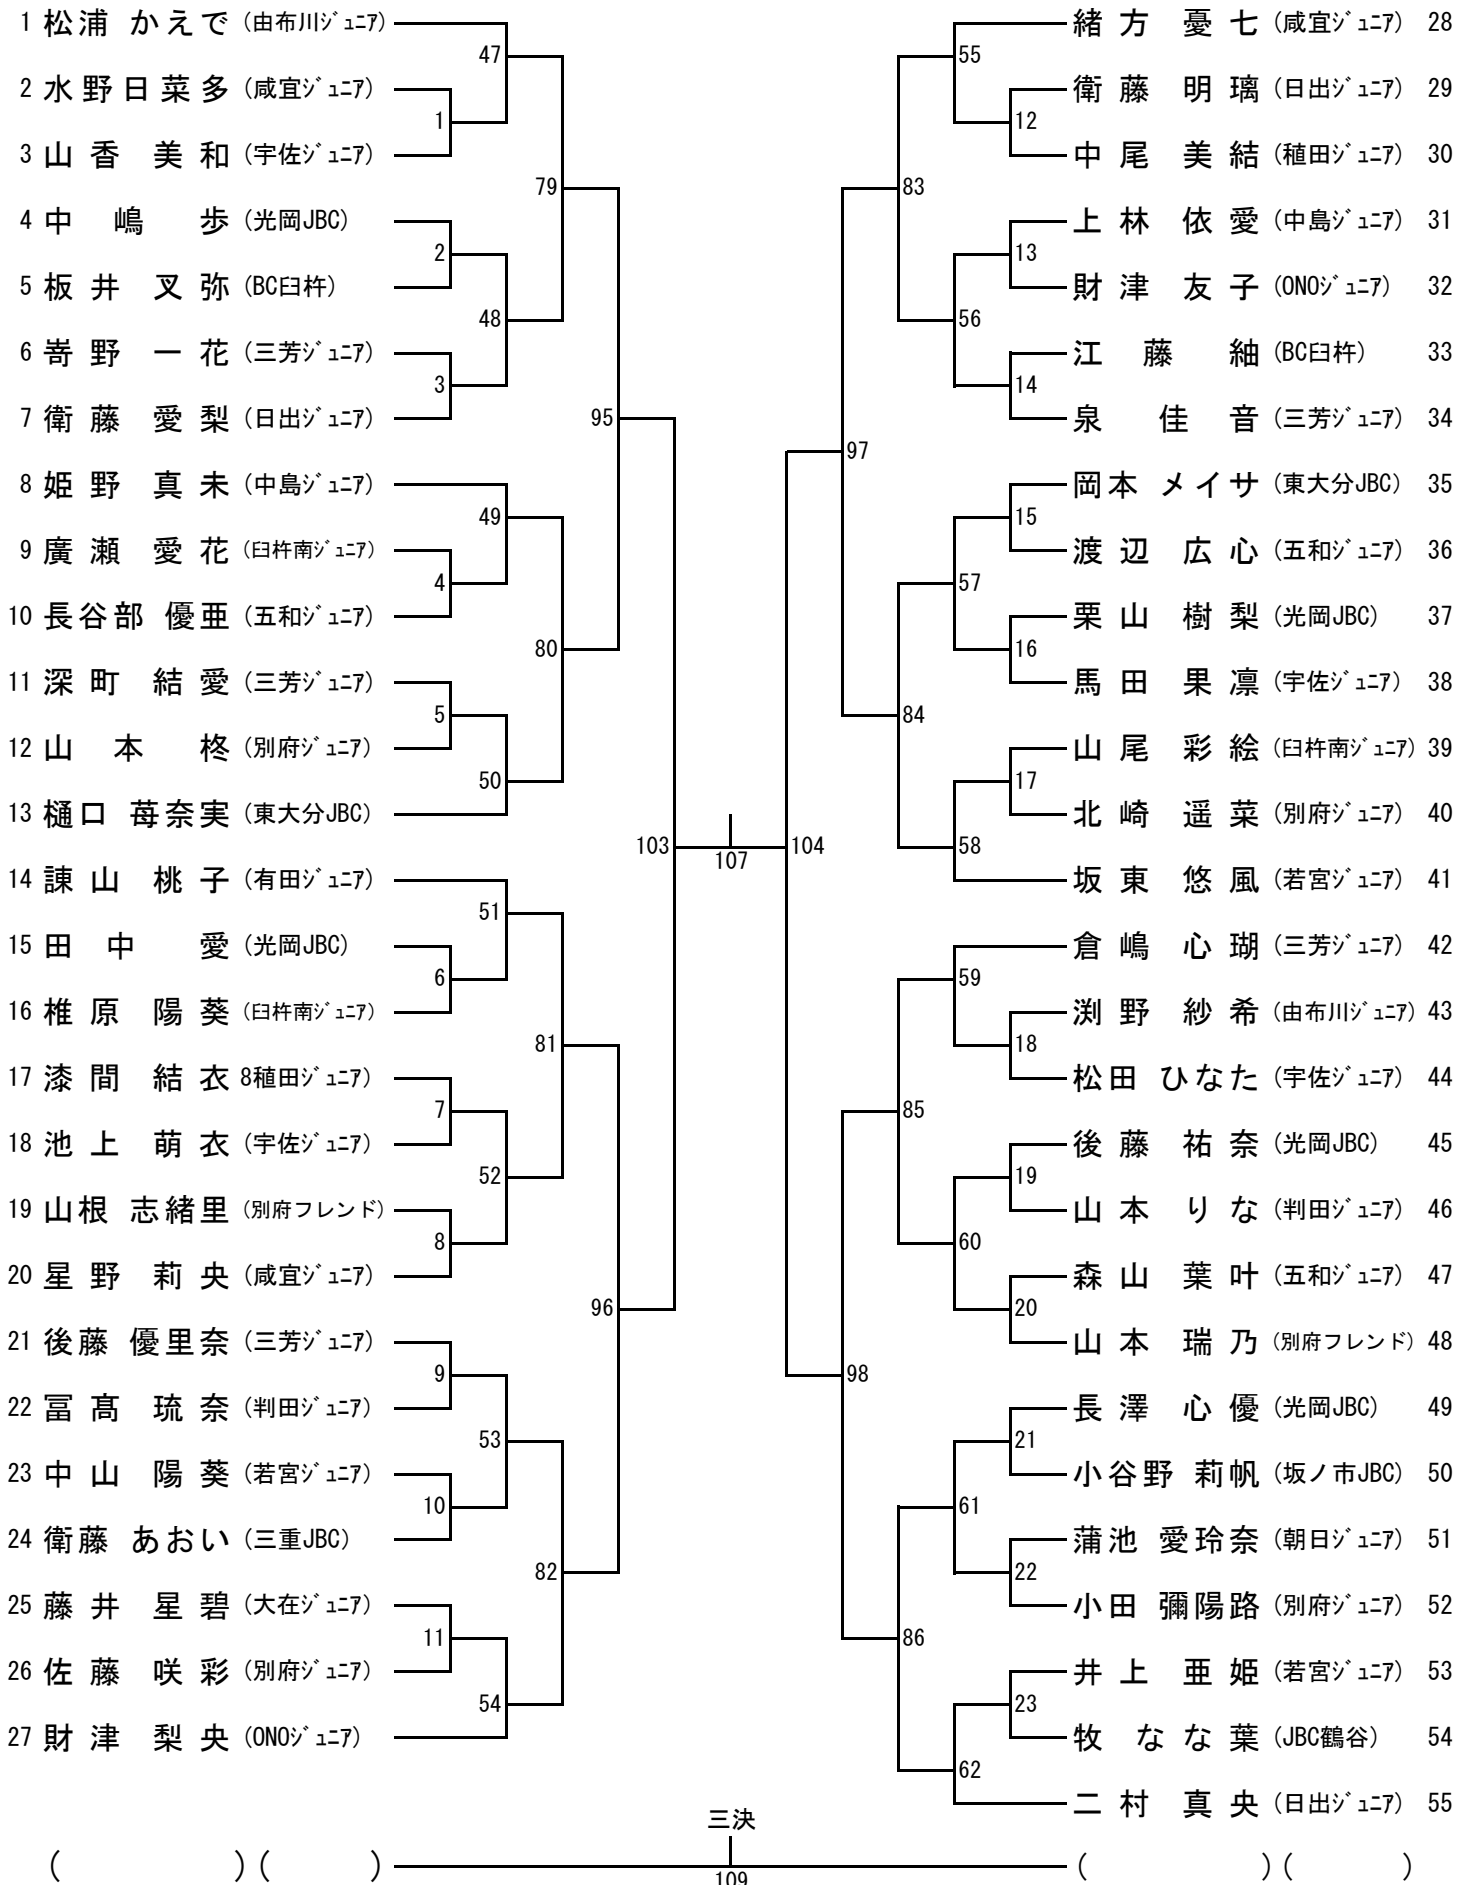 1 松浦 かえで (由布川ｼﾞｭﾆｱ)
47
2 水野日菜多 (咸宜ｼﾞｭﾆｱ)
1
3 山香 美和 (宇佐ｼﾞｭﾆｱ)
79
4 中嶋 歩 (光岡JBC)
2
5 板井 叉弥 (BC臼杵)
48
6 嵜野 一花 (三芳ｼﾞｭﾆｱ)
3
7 衛藤 愛梨 (日出ｼﾞｭﾆｱ)
95
8 姫野 真未 (中島ｼﾞｭﾆｱ)
49
9 廣瀬 愛花 (臼杵南ｼﾞｭﾆｱ)
4
10 長谷部 優亜 (五和ｼﾞｭﾆｱ)
80
11 深町 結愛 (三芳ｼﾞｭﾆｱ)
5
12 山本 柊 (別府ｼﾞｭﾆｱ)
50
13 樋口 苺奈実 (東大分JBC)
103
14 諌山 桃子 (有田ｼﾞｭﾆｱ)
51
15 田中 愛 (光岡JBC)
6
16 椎原 陽葵 (臼杵南ｼﾞｭﾆｱ)
81
17 漆間 結衣 8稙田ｼﾞｭﾆｱ)
7
18 池上 萌衣 (宇佐ｼﾞｭﾆｱ)
52
19 山根 志緒里 (別府フレンド)
8
20 星野 莉央 (咸宜ｼﾞｭﾆｱ)
96
21 後藤 優里奈 (三芳ｼﾞｭﾆｱ)
9
22 冨髙 琉奈 (判田ｼﾞｭﾆｱ)
53
23 中山 陽葵 (若宮ｼﾞｭﾆｱ)
10
24 衛藤 あおい (三重JBC)
82
25 藤井 星碧 (大在ｼﾞｭﾆｱ)
11
26 佐藤 咲彩 (別府ｼﾞｭﾆｱ)
54
27 財津 梨央 (ONOｼﾞｭﾆｱ)
107
緒方 憂七 (咸宜ｼﾞｭﾆｱ) 28
55
衛藤 明璃 (日出ｼﾞｭﾆｱ) 29
12
中尾 美結 (稙田ｼﾞｭﾆｱ) 30
83
上林 依愛 (中島ｼﾞｭﾆｱ) 31
13
財津 友子 (ONOｼﾞｭﾆｱ) 32
56
江藤 紬 (BC臼杵) 33
14
泉 佳音 (三芳ｼﾞｭﾆｱ) 34
97
岡本 メイサ (東大分JBC) 35
15
渡辺 広心 (五和ｼﾞｭﾆｱ) 36
57
栗山 樹梨 (光岡JBC) 37
16
馬田 果凛 (宇佐ｼﾞｭﾆｱ) 38
84
山尾 彩絵 (臼杵南ｼﾞｭﾆｱ) 39
17
北崎 遥菜 (別府ｼﾞｭﾆｱ) 40
104
58
坂東 悠風 (若宮ｼﾞｭﾆｱ) 41
倉嶋 心瑚 (三芳ｼﾞｭﾆｱ) 42
59
渕野 紗希 (由布川ｼﾞｭﾆｱ) 43
18
松田 ひなた (宇佐ｼﾞｭﾆｱ) 44
85
後藤 祐奈 (光岡JBC) 45
19
山本 りな (判田ｼﾞｭﾆｱ) 46
60
森山 葉叶 (五和ｼﾞｭﾆｱ) 47
20
山本 瑞乃 (別府フレンド) 48
98
長澤 心優 (光岡JBC) 49
21
小谷野 莉帆 (坂ノ市JBC) 50
61
蒲池 愛玲奈 (朝日ｼﾞｭﾆｱ) 51
22
小田 彌陽路 (別府ｼﾞｭﾆｱ) 52
86
井上 亜姫 (若宮ｼﾞｭﾆｱ) 53
23
牧 なな葉 (JBC鶴谷) 54
62
二村 真央 (日出ｼﾞｭﾆｱ) 55
三決
( ) ( ) ( ) ( )
109